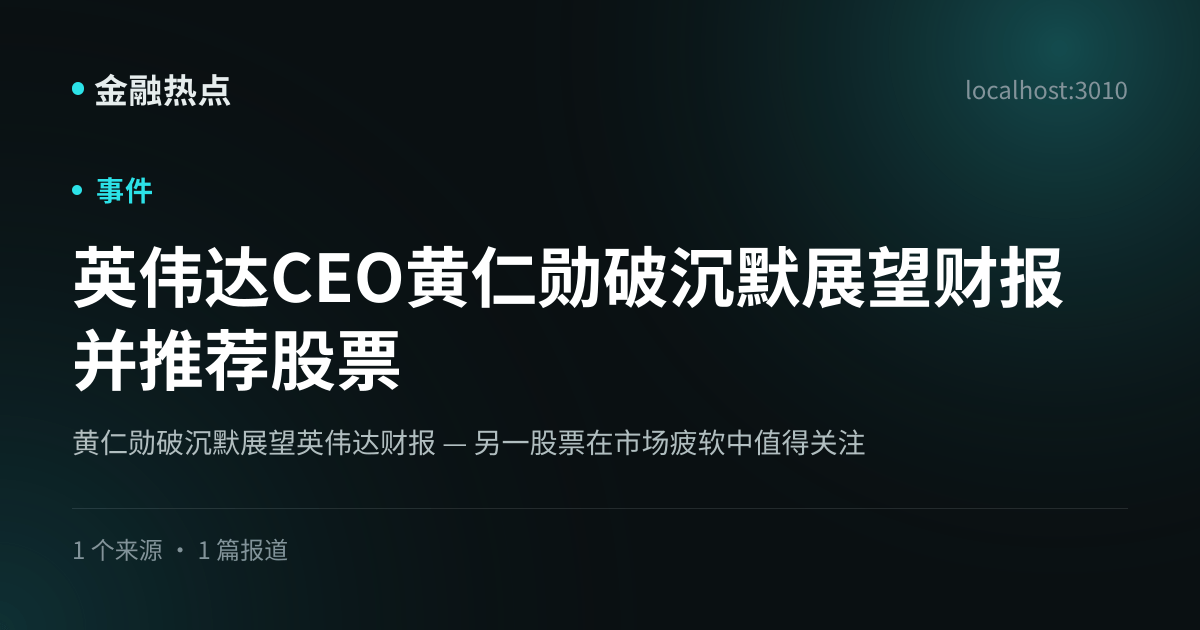 金融热点
localhost:3010
事件
英伟达CEO黄仁勋破沉默展望财报
并推荐股票
黄仁勋破沉默展望英伟达财报 — 另一股票在市场疲软中值得关注
1 个来源 · 1 篇报道